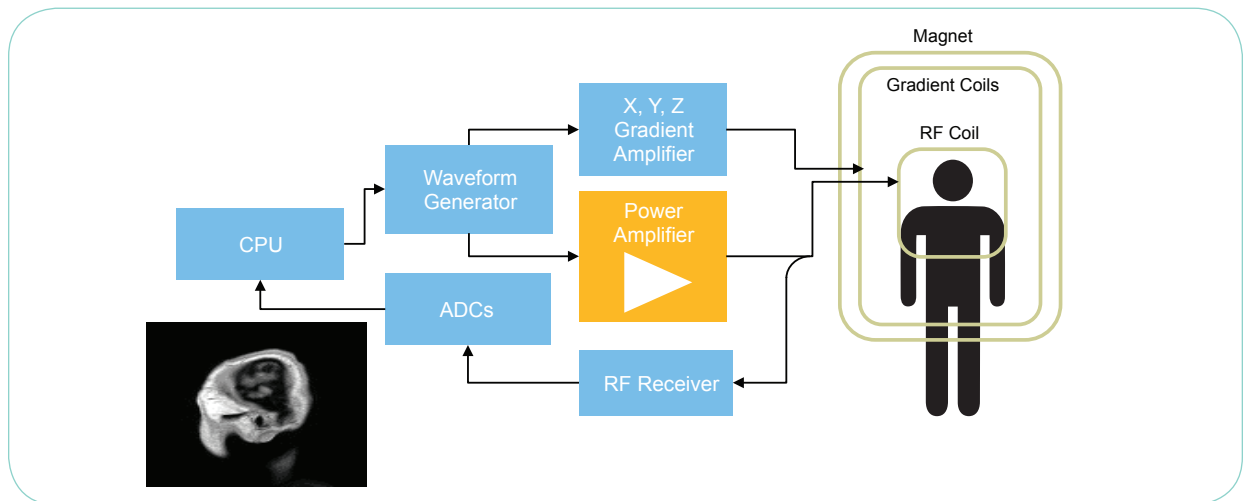 Magnet
Gradient Coils
RF Coil
X, Y, Z
Gradient
Amplifier
Waveform
Generator
Power
Amplifier
CPU
ADCs
RF Receiver